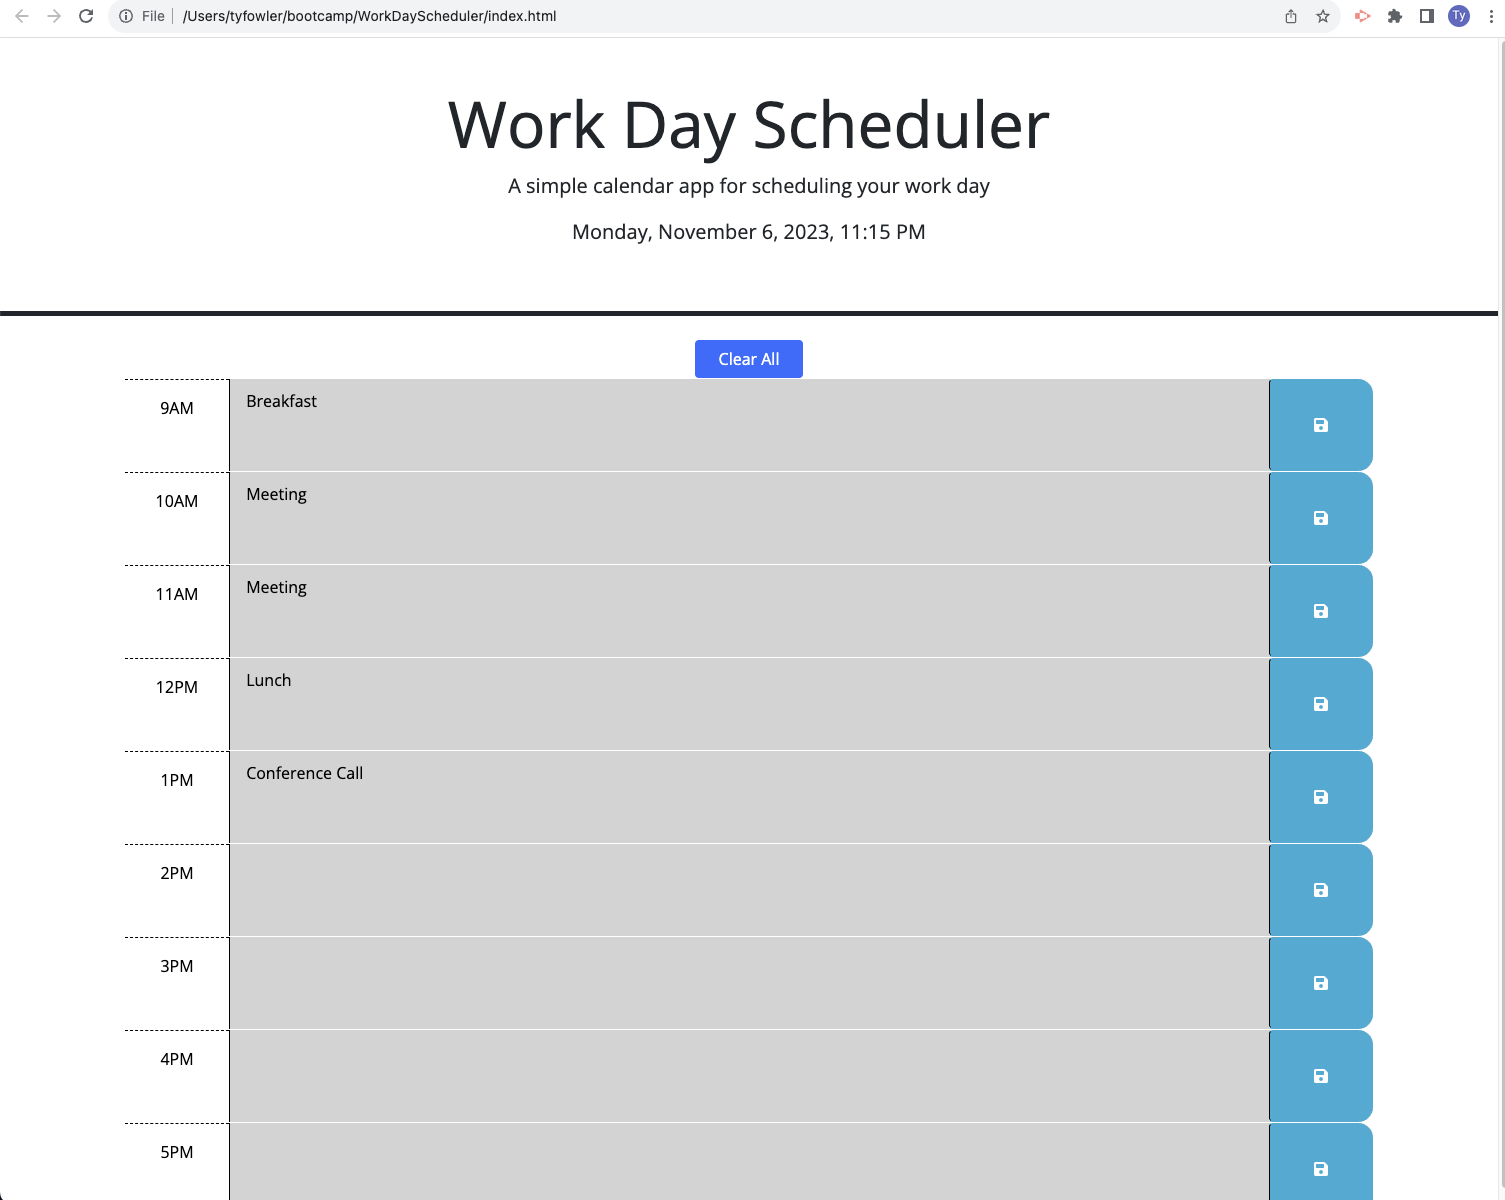 File /Users/tyfowler/bootcamp/WorkDayScheduler/index.html Ty
Work Day Scheduler
A simple calendar app for scheduling your work day
Monday, November 6, 2023, 11:15 PM
Clear All
9AM Breakfast
10AM Meeting
11AM Meeting
12PM Lunch
1PM Conference Call
2PM
3PM
4PM
5PM